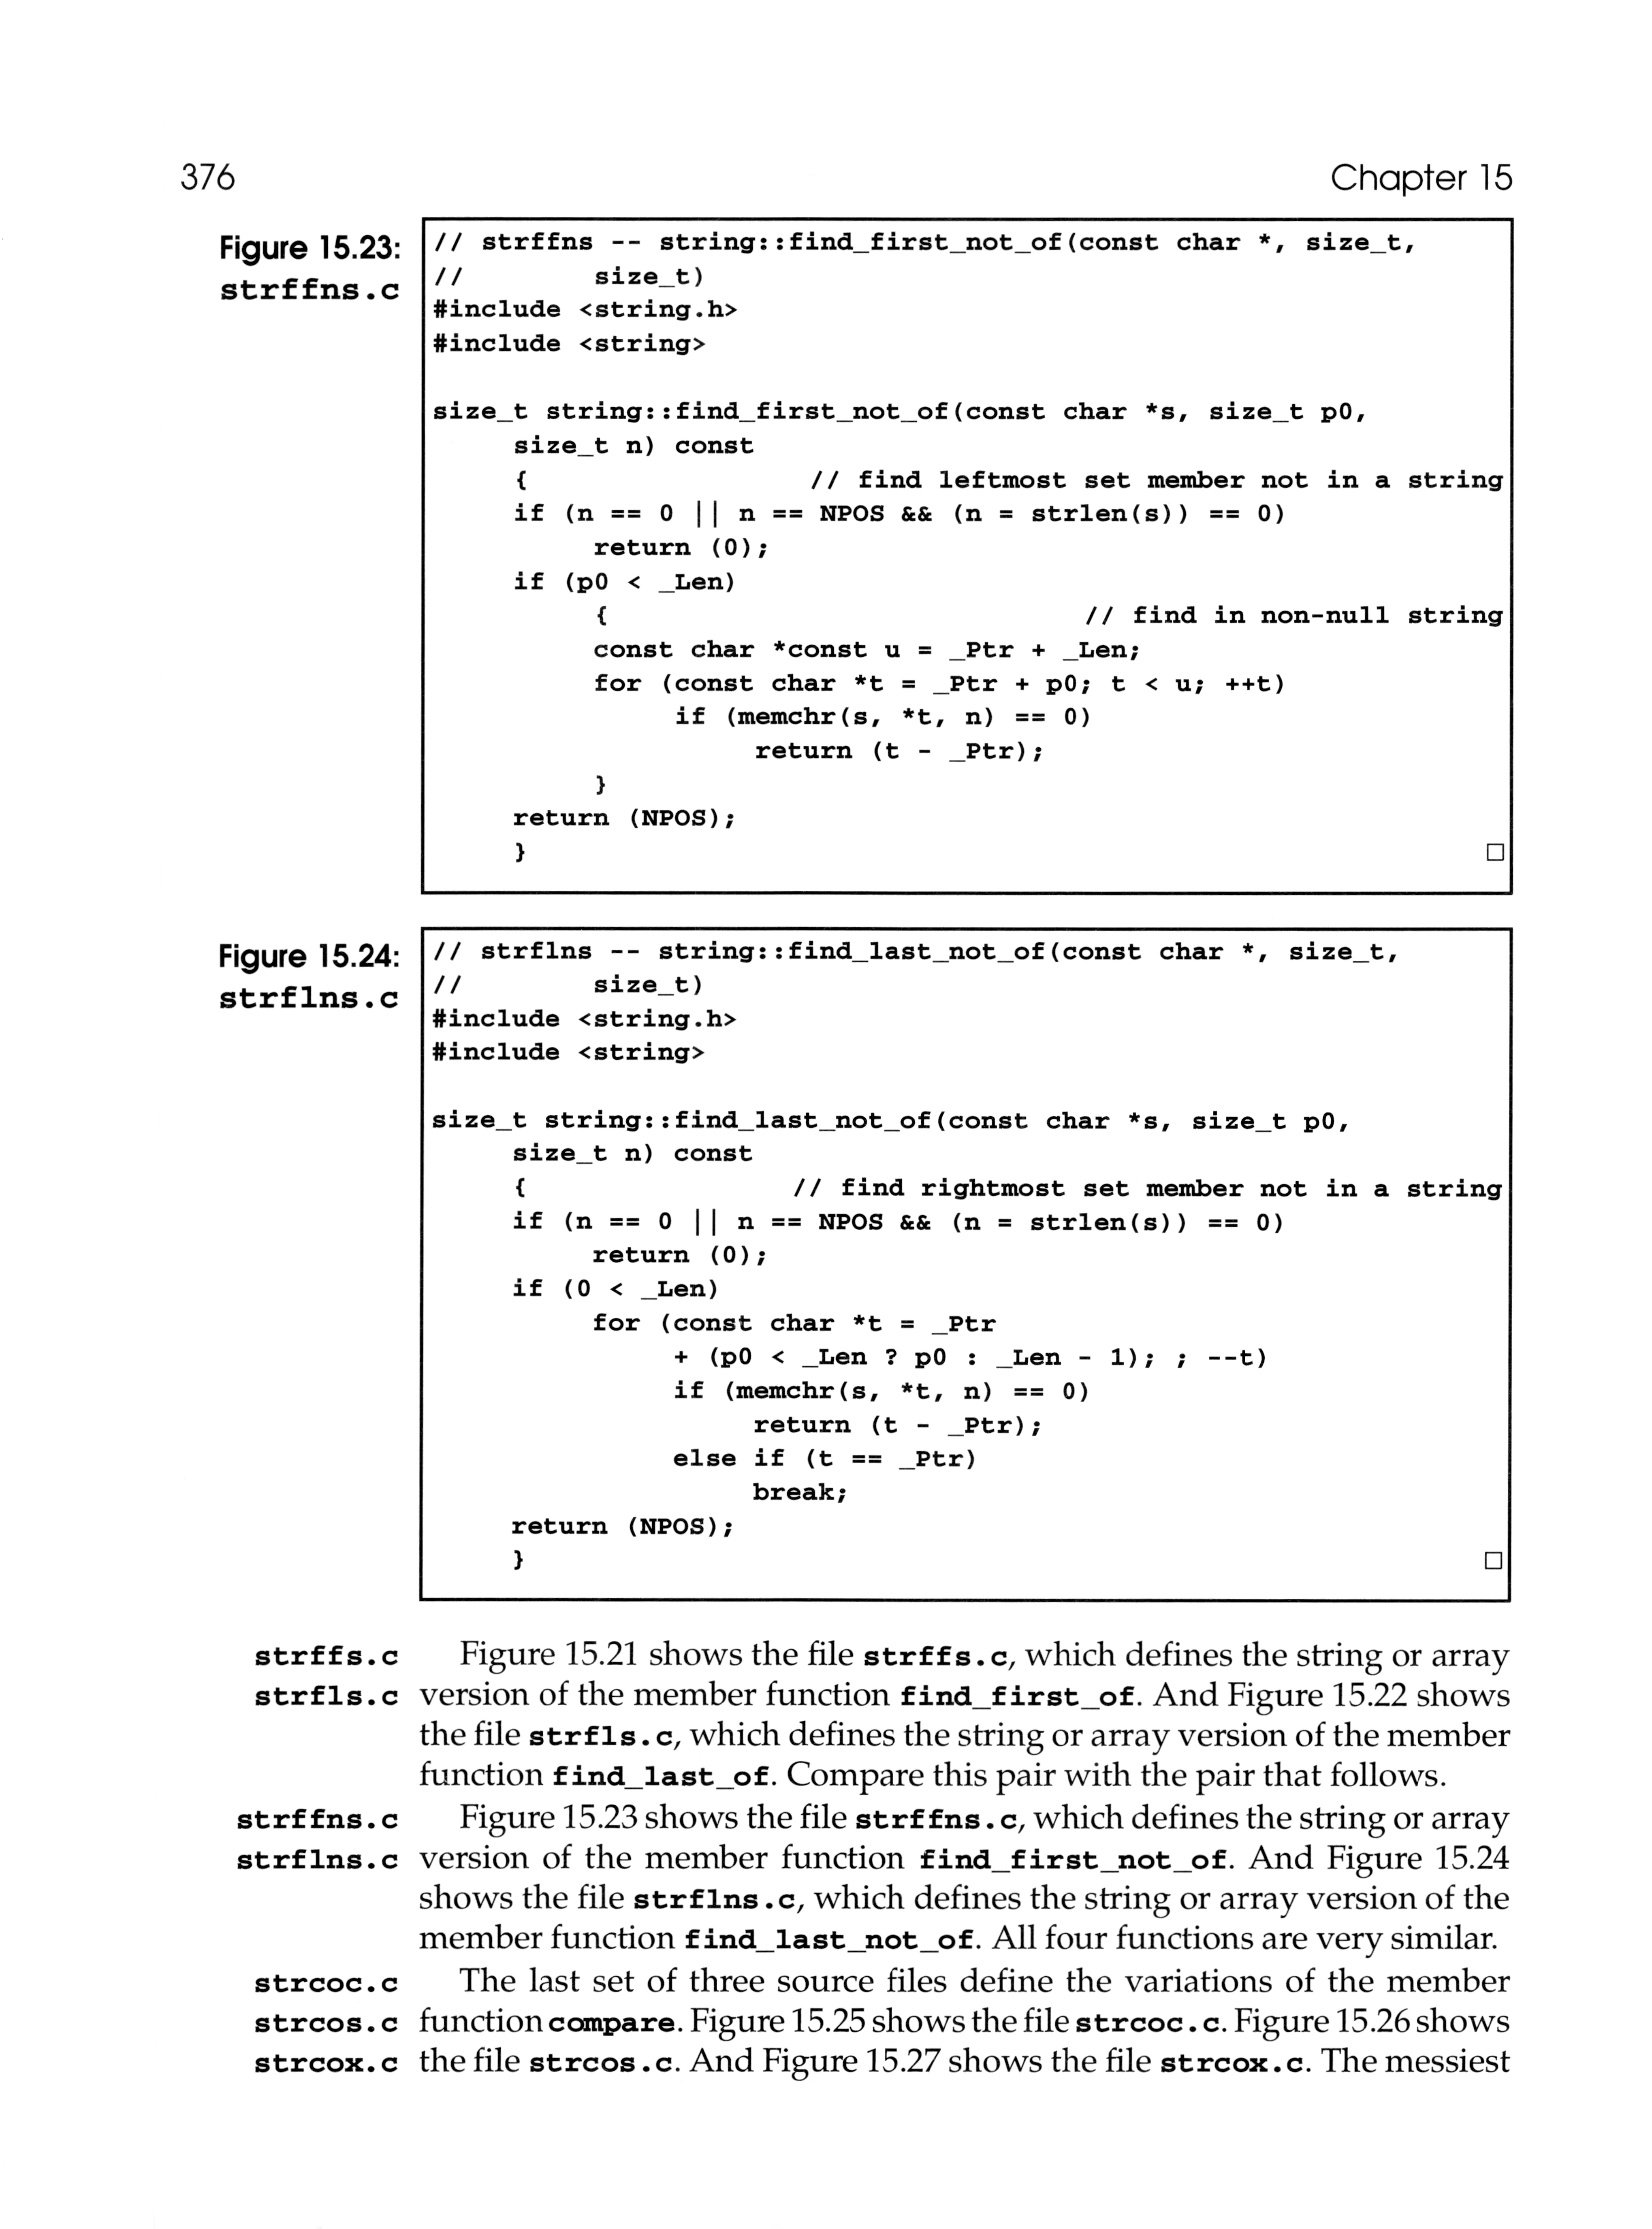 376
Chapter 15
Figure 15.23:
strffns.c
// strffns -- string::find_first_not_of(const char *, size_t,
//        size_t)
#include <string.h>
#include <string>
size_t string::find_first_not_of(const char *s, size_t p0,
     size_t n) const
     {                  // find leftmost set member not in a string
     if (n == 0 || n == NPOS && (n = strlen(s)) == 0)
          return (0);
     if (p0 < _Len)
          {                              // find in non-null string
          const char *const u = _Ptr + _Len;
          for (const char *t = _Ptr + p0; t < u; ++t)
               if (memchr(s, *t, n) == 0)
                    return (t - _Ptr);
          }
     return (NPOS);
     }                                                            □
Figure 15.24:
strflns.c
// strflns -- string::find_last_not_of(const char *, size_t,
//        size_t)
#include <string.h>
#include <string>
size_t string::find_last_not_of(const char *s, size_t p0,
     size_t n) const
     {                 // find rightmost set member not in a string
     if (n == 0 || n == NPOS && (n = strlen(s)) == 0)
          return (0);
     if (0 < _Len)
          for (const char *t = _Ptr
               + (p0 < _Len ? p0 : _Len - 1); ; --t)
               if (memchr(s, *t, n) == 0)
                    return (t - _Ptr);
               else if (t == _Ptr)
                    break;
     return (NPOS);
     }                                                            □
strffs.c Figure 15.21 shows the file strffs.c, which defines the string or array
strfls.c version of the member function find_first_of. And Figure 15.22 shows
the file strfls.c, which defines the string or array version of the member
function find_last_of. Compare this pair with the pair that follows.
strffns.c Figure 15.23 shows the file strffns.c, which defines the string or array
strflns.c version of the member function find_first_not_of. And Figure 15.24
shows the file strflns.c, which defines the string or array version of the
member function find_last_not_of. All four functions are very similar.
strcoc.c The last set of three source files define the variations of the member
strcos.c function compare. Figure 15.25 shows the file strcoc.c. Figure 15.26 shows
strcox.c the file strcos.c. And Figure 15.27 shows the file strcox.c. The messiest